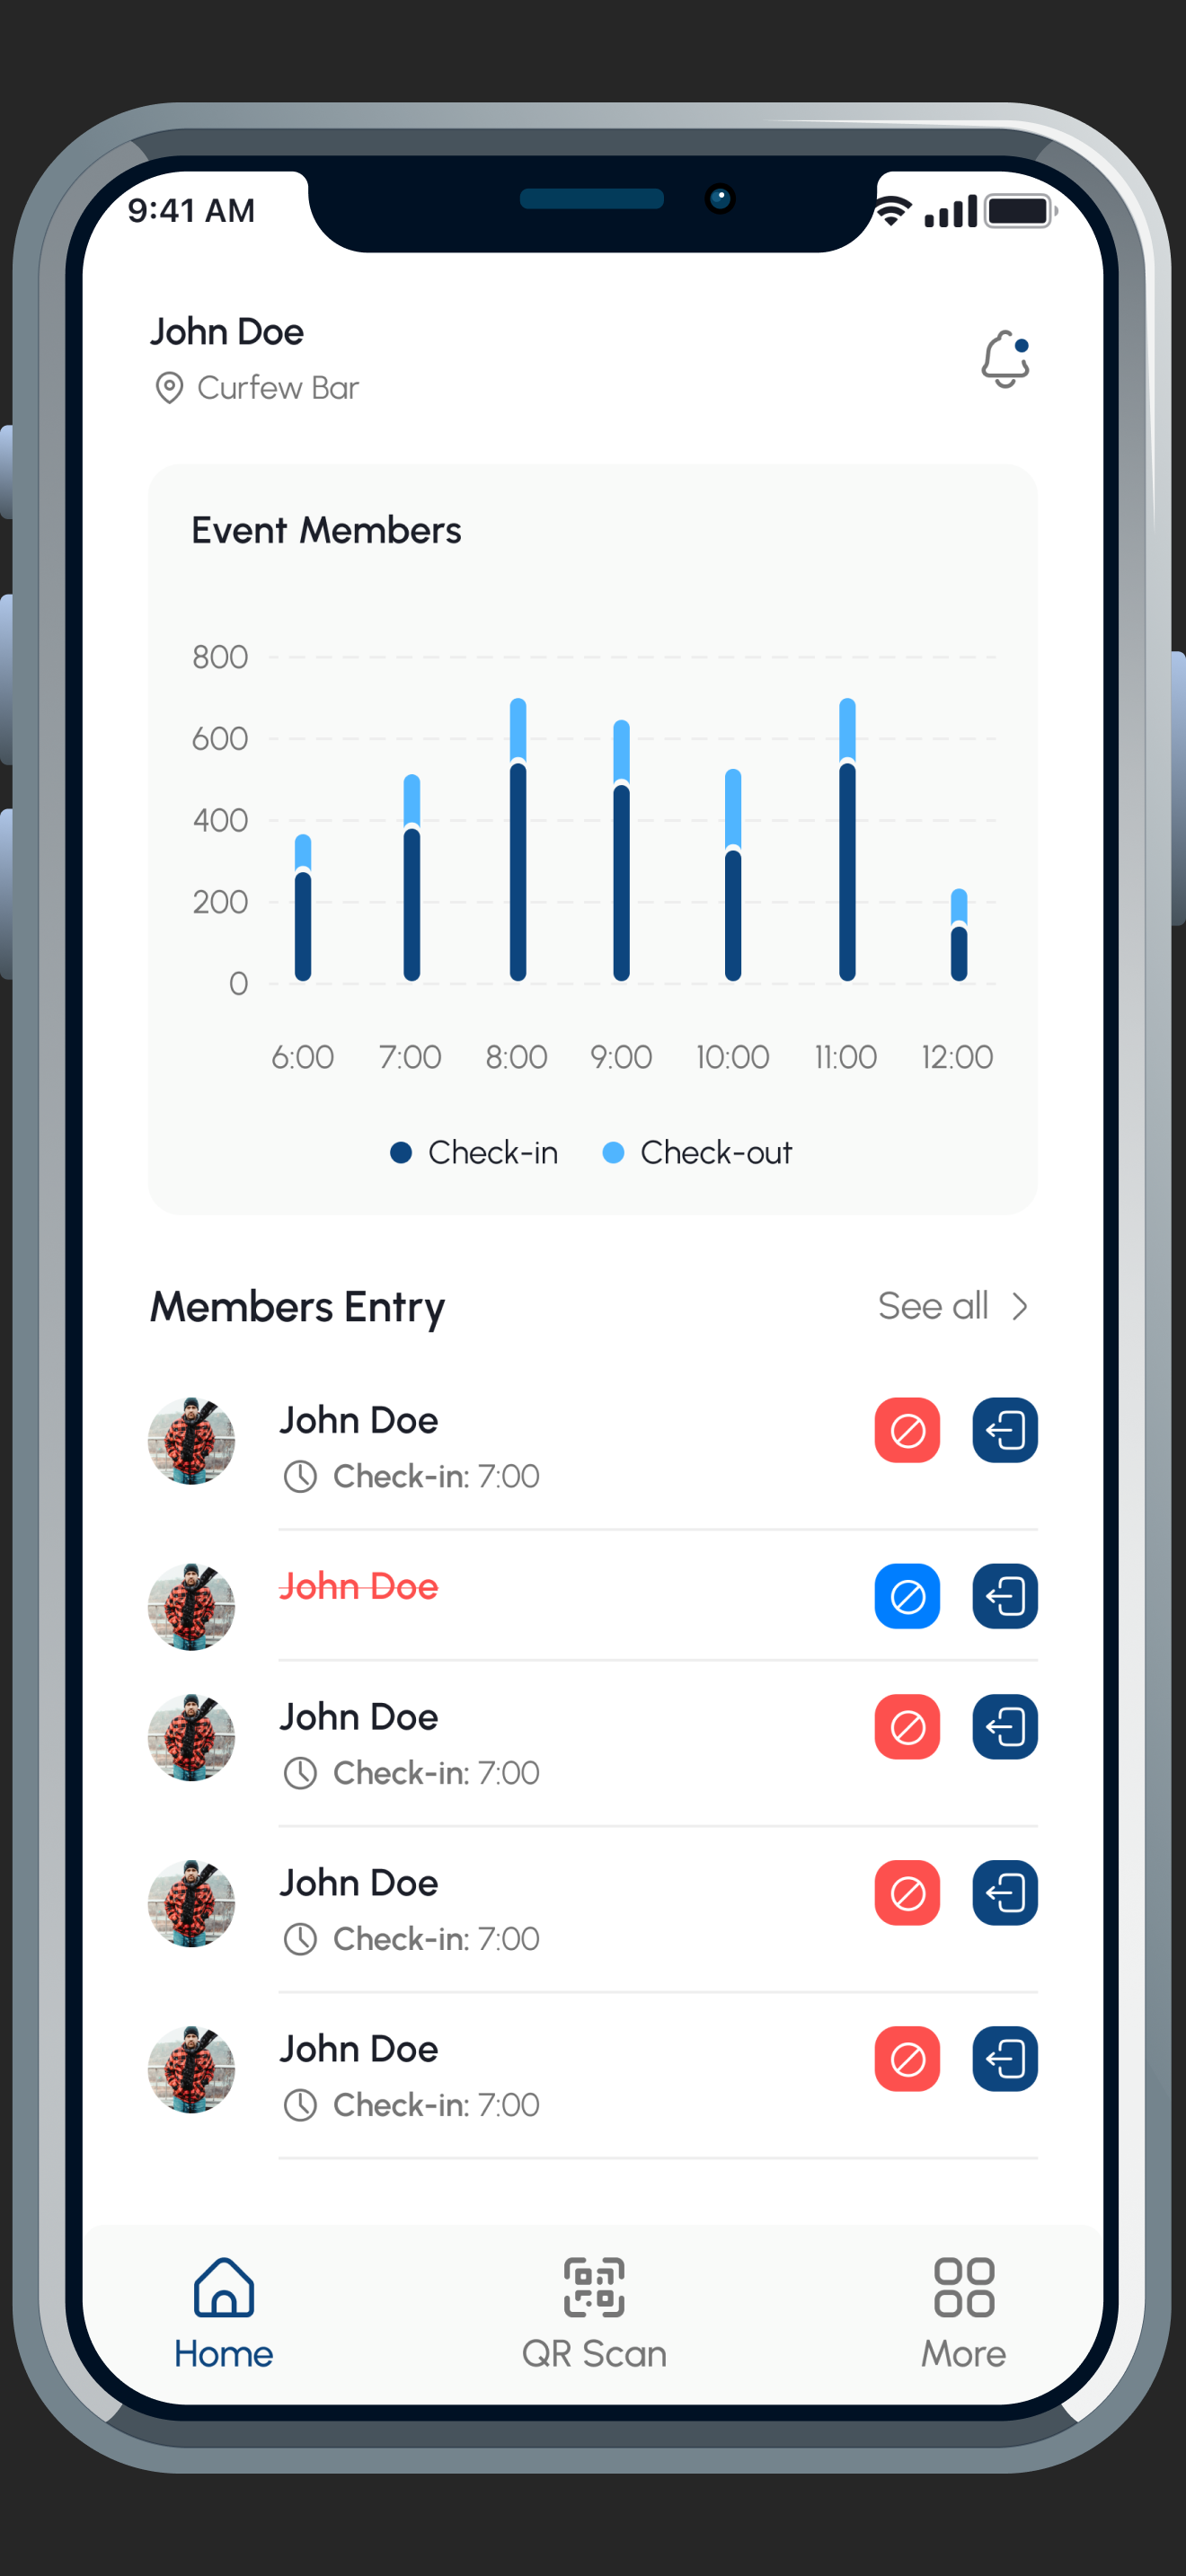 9:41 AM
John Doe
Curfew Bar
Event Members
800
600
400
200
0
6:00 7:00 8:00 9:00 10:00 11:00 12:00
Check-in Check-out
Members Entry See all
John Doe
Check-in: 7:00
John Doe
John Doe
Check-in: 7:00
John Doe
Check-in: 7:00
John Doe
Check-in: 7:00
Home QR Scan More